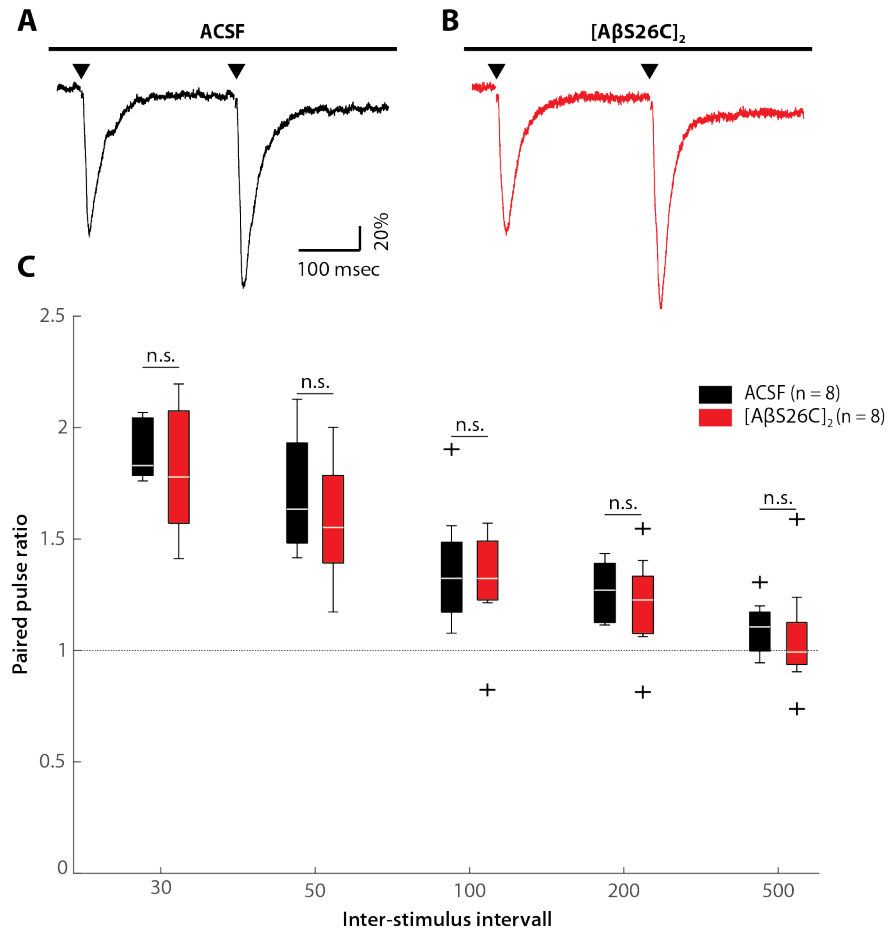 A
ACSF
B
[AβS26C]₂
20%
100 msec
C
2.5
n.s.
n.s.
ACSF (n = 8)
[AβS26C]₂ (n = 8)
2
n.s.
n.s.
n.s.
1.5
1
0.5
0
Paired pulse ratio
30 50 100 200 500
Inter-stimulus intervall